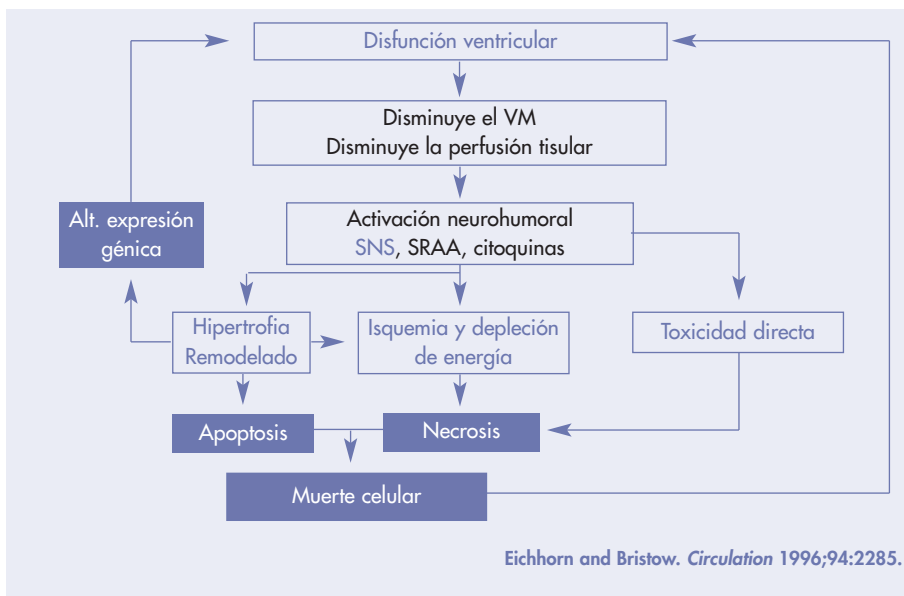 Disfunción ventricular
Disminuye el VM
Disminuye la perfusión tisular
Alt. expresión
génica
Activación neurohumoral
SNS, SRAA, citoquinas
Hipertrofia
Remodelado
Isquemia y depleción
de energía
Toxicidad directa
Apoptosis
Necrosis
Muerte celular
Eichhorn and Bristow. Circulation 1996;94:2285.